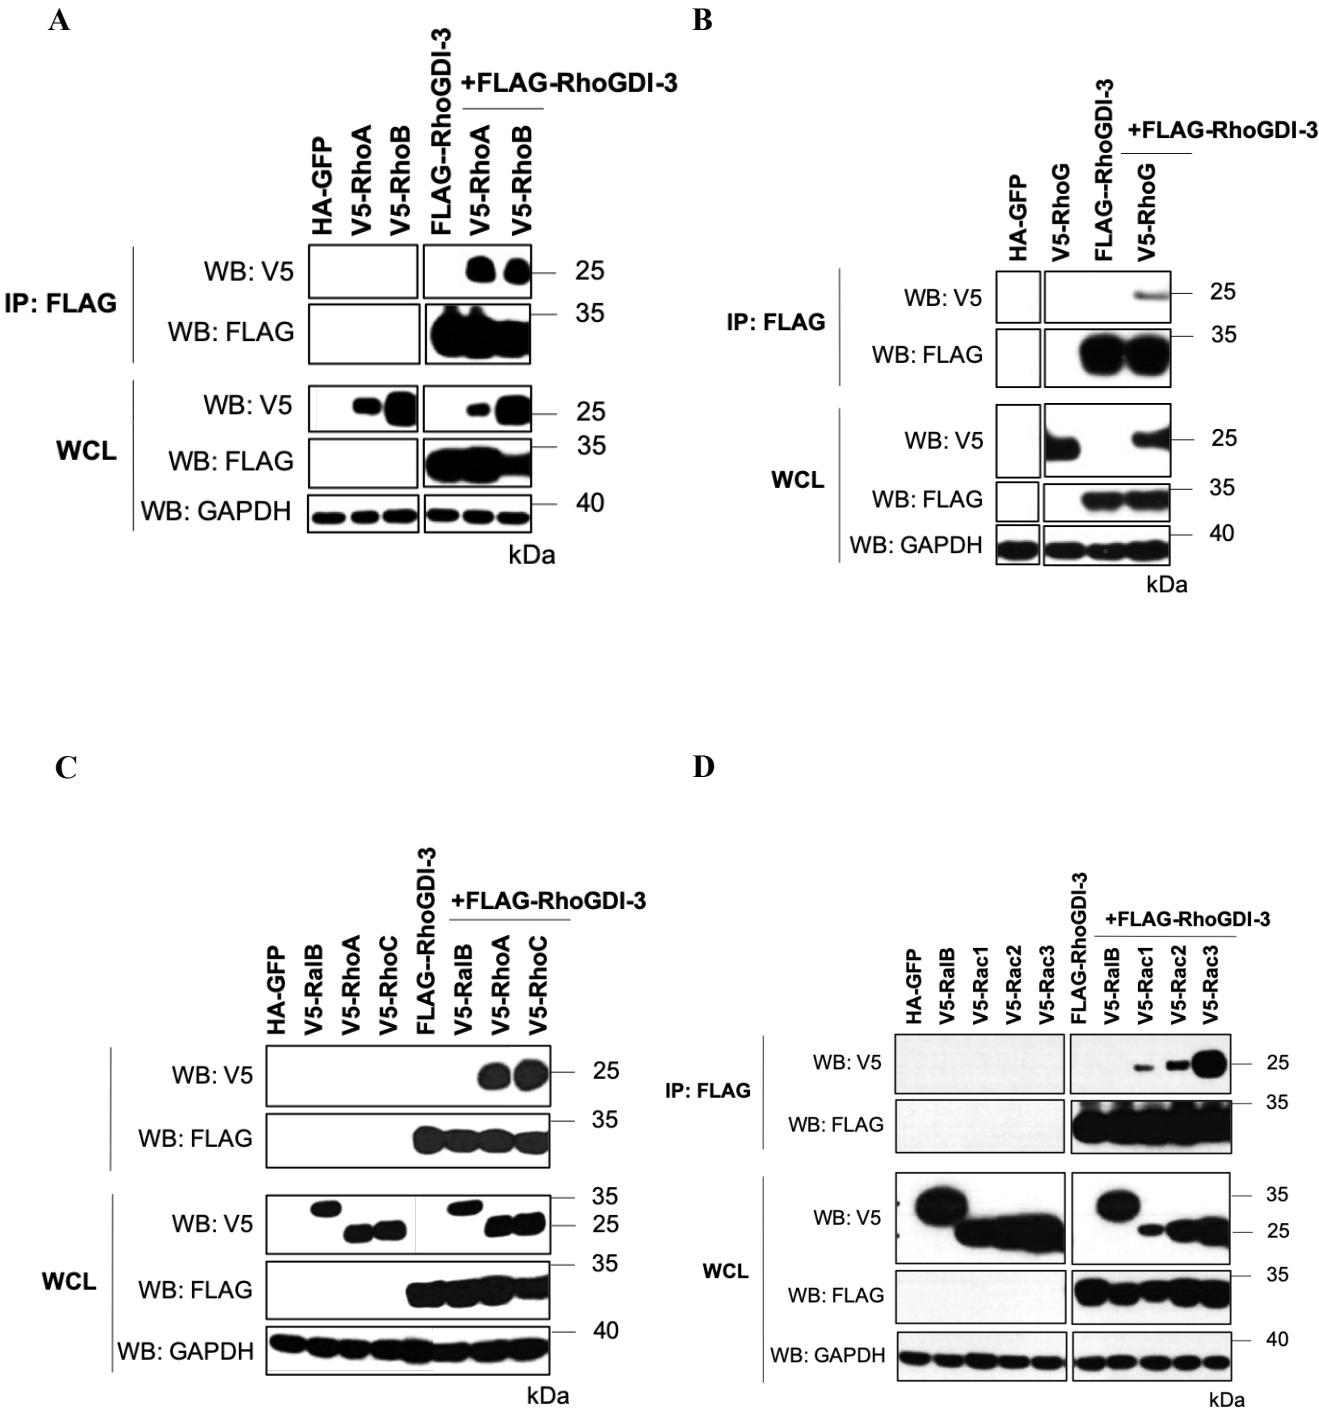 A
HA-GFP
V5-RhoA
V5-RhoB
FLAG--RhoGDI-3
+FLAG-RhoGDI-3
V5-RhoA
V5-RhoB
IP: FLAG
WB: V5
25
WB: FLAG
35
WCL
WB: V5
25
WB: FLAG
35
WB: GAPDH
40
kDa
B
HA-GFP
V5-RhoG
FLAG--RhoGDI-3
+FLAG-RhoGDI-3
V5-RhoG
IP: FLAG
WB: V5
25
WB: FLAG
35
WCL
WB: V5
25
WB: FLAG
35
WB: GAPDH
40
kDa
C
HA-GFP
V5-RalB
V5-RhoA
V5-RhoC
FLAG--RhoGDI-3
+FLAG-RhoGDI-3
V5-RalB
V5-RhoA
V5-RhoC
WB: V5
25
WB: FLAG
35
WCL
WB: V5
35
25
WB: FLAG
35
WB: GAPDH
40
kDa
D
HA-GFP
V5-RalB
V5-Rac1
V5-Rac2
V5-Rac3
FLAG-RhoGDI-3
+FLAG-RhoGDI-3
V5-RalB
V5-Rac1
V5-Rac2
V5-Rac3
IP: FLAG
WB: V5
25
WB: FLAG
35
WCL
WB: V5
35
25
WB: FLAG
35
WB: GAPDH
40
kDa